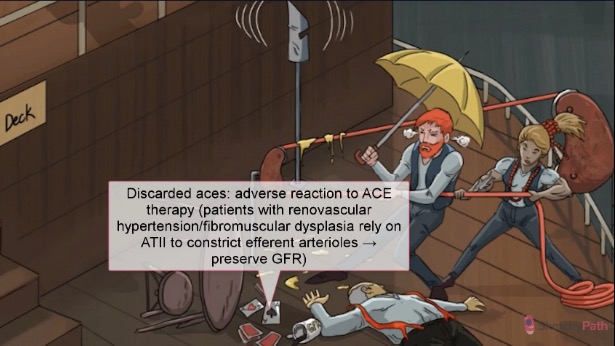 Deck
Discarded aces: adverse reaction to ACE
therapy (patients with renovascular
hypertension/fibromuscular dysplasia rely on
ATII to constrict efferent arterioles →
preserve GFR)
Path